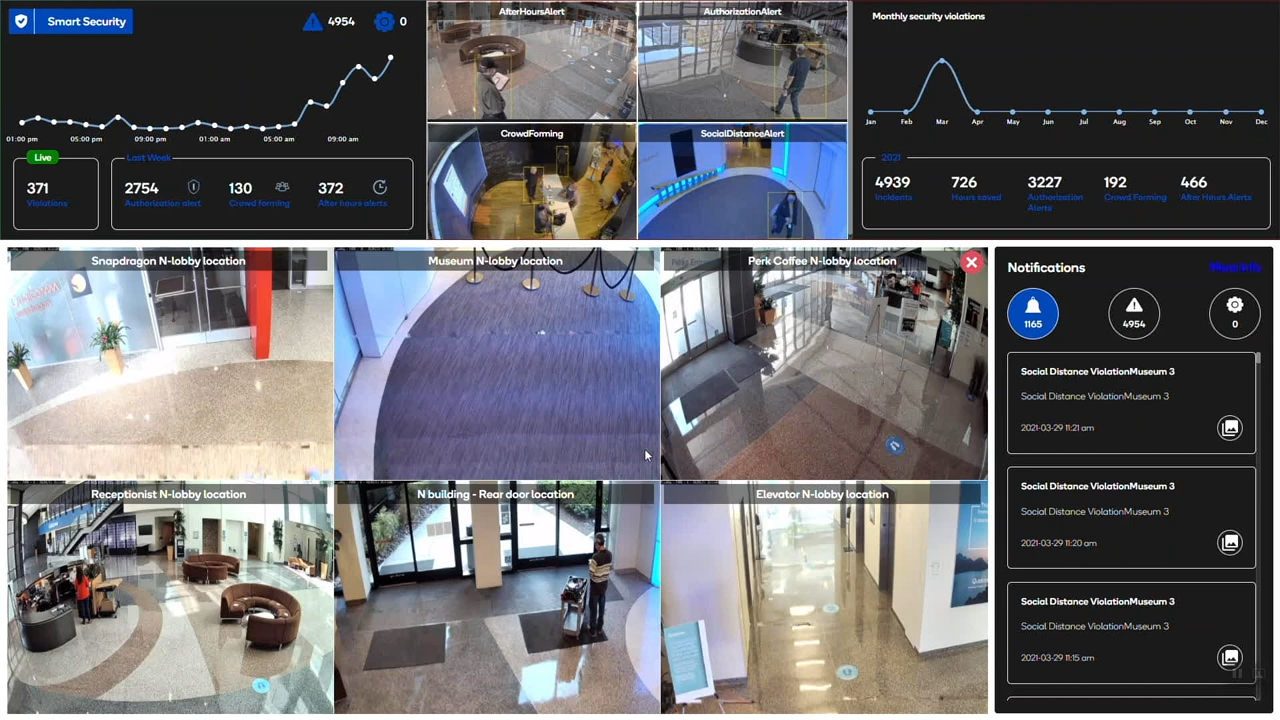 Smart Security
4954
0
01:00 pm
05:00 pm
09:00 pm
01:00 am
05:00 am
09:00 am
Live
371
Violations
Last Week
2754
Authorization alert
130
Crowd forming
372
After hours alerts
AfterHoursAlert
AuthorizationAlert
CrowdForming
SocialDistanceAlert
Monthly security violations
Jan
Feb
Mar
Apr
May
Jun
Jul
Aug
Sep
Oct
Nov
Dec
2021
4939
Incidents
726
Hours saved
3227
Authorization
Alerts
192
Crowd Forming
466
After Hours Alerts
Snapdragon N-lobby location
Museum N-lobby location
Perk Coffee N-lobby location
Receptionist N-lobby location
N building - Rear door location
Elevator N-lobby location
Notifications
1165
4954
0
Social Distance ViolationMuseum 3
Social Distance ViolationMuseum 3
2021-03-29 11:21 am
Social Distance ViolationMuseum 3
Social Distance ViolationMuseum 3
2021-03-29 11:20 am
Social Distance ViolationMuseum 3
Social Distance ViolationMuseum 3
2021-03-29 11:15 am